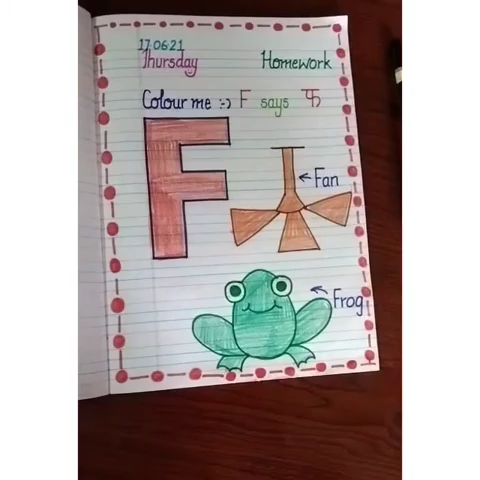 17.06.21
Thursday Homework
Colour me :-) F says फ
F
Fan
Frog